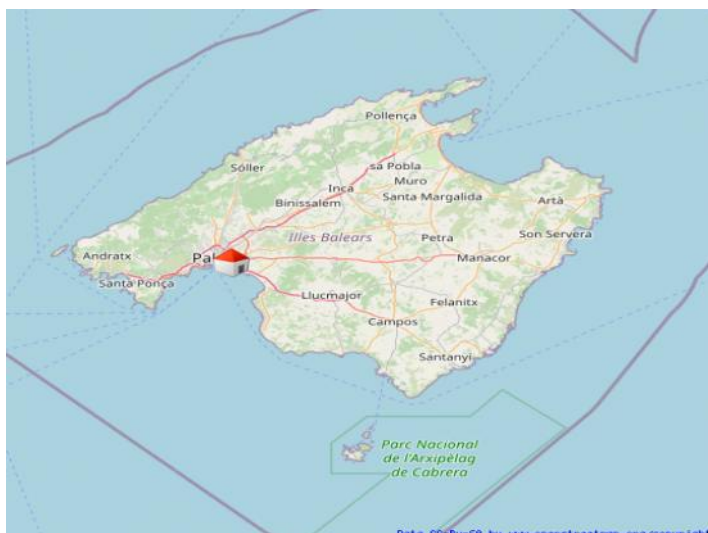 Pollença
sa Pobla
Sóller
Muro
Inca
Artà
Santa Margalida
Binissalem
Son Servera
Illes Balears
Petra
Andratx
Manacor
Santa Ponça
Llucmajor
Felanitx
Campos
Santanyí
Parc Nacional
de l'Arxipèlag
de Cabrera